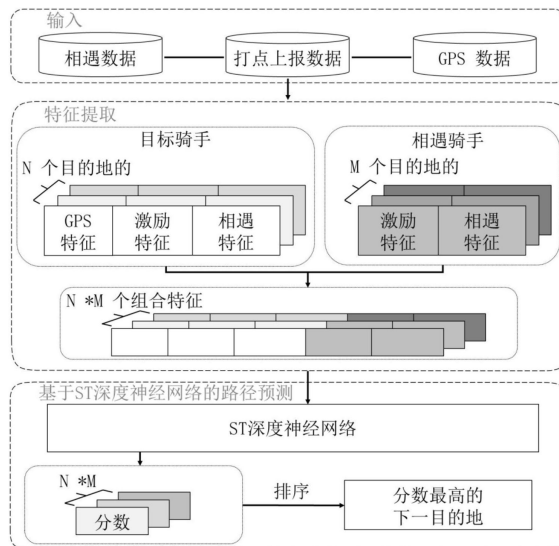 输入
相遇数据
打点上报数据
GPS 数据
特征提取
目标骑手
N 个目的地的
GPS
特征
激励
特征
相遇
特征
相遇骑手
M 个目的地的
激励
特征
相遇
特征
N *M 个组合特征
基于ST深度神经网络的路径预测
ST深度神经网络
N *M
分数
排序
分数最高的
下一目的地